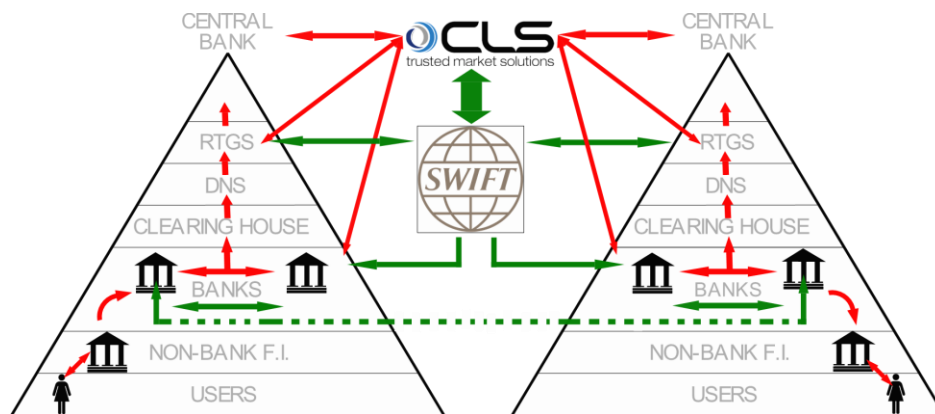 CENTRAL
BANK
CLS
trusted market solutions
CENTRAL
BANK
RTGS
SWIFT
RTGS
DNS
DNS
CLEARING HOUSE
CLEARING HOUSE
BANKS
BANKS
NON-BANK F.I.
NON-BANK F.I.
USERS
USERS